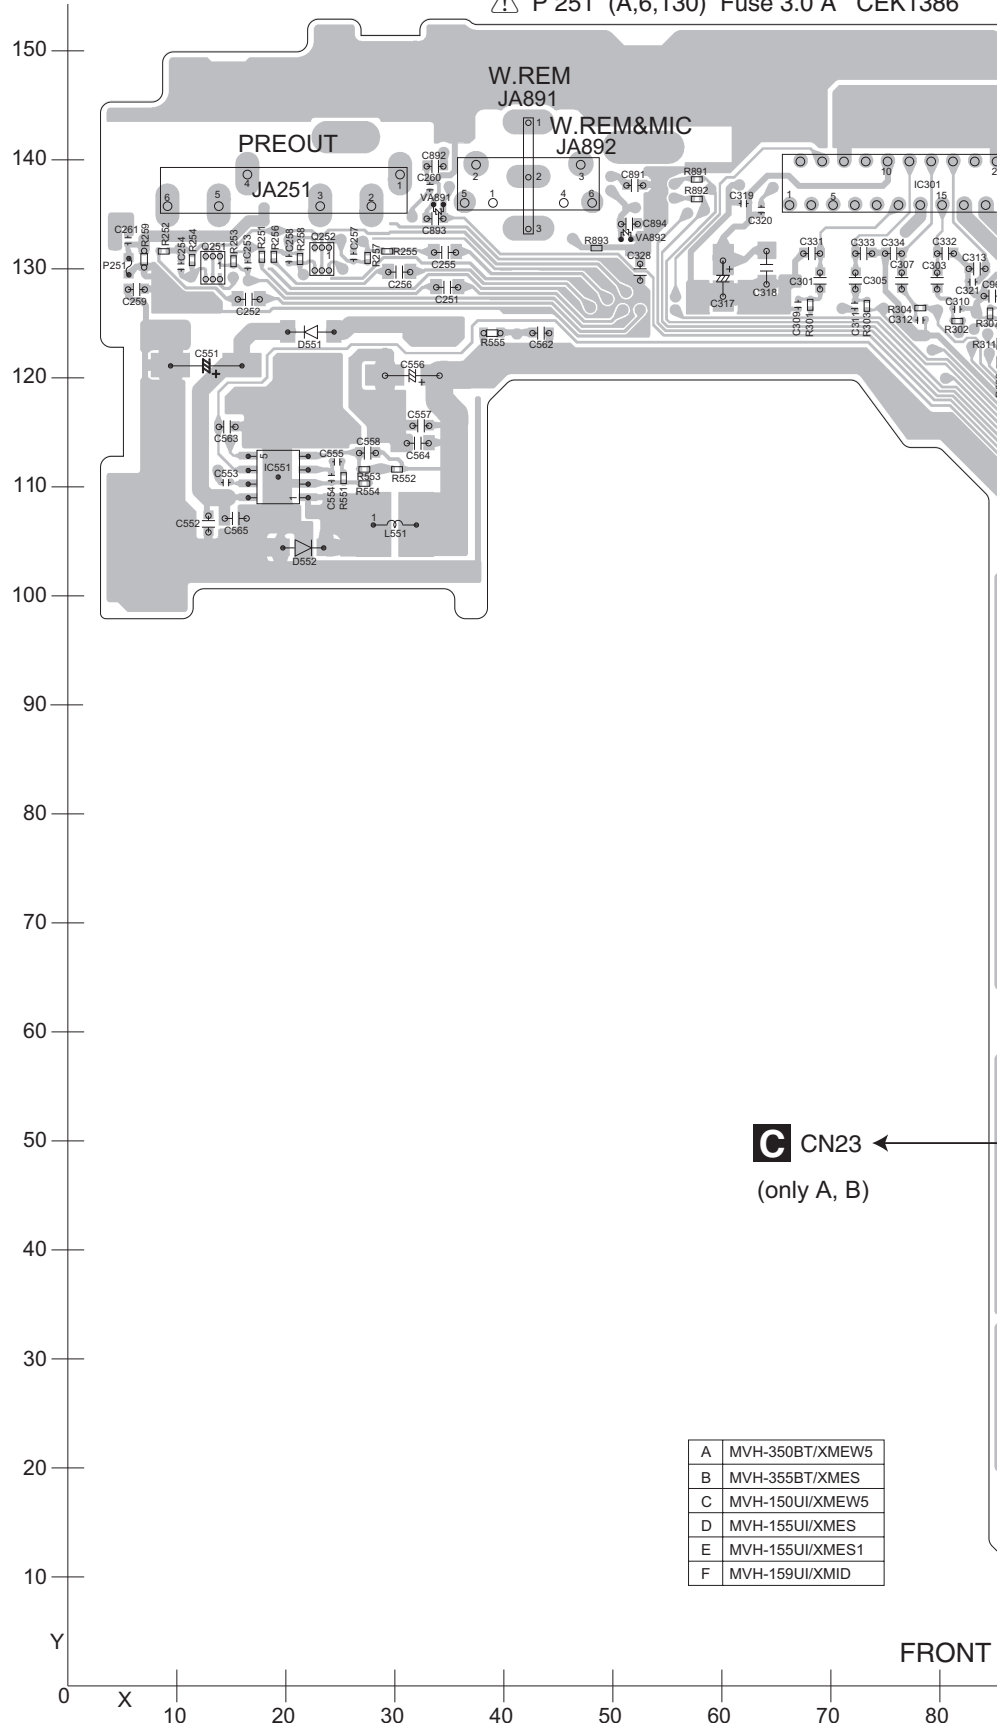 ⚠ P 251 (A,6,130) Fuse 3.0 A CEK1386
150
W.REM
JA891
1
W.REM&MIC
JA892
PREOUT
140
C892
C260
4
1
JA251
6
5
3
2
VA891
C893
2
2
3
5
1
4
6
3
C891
R891
R892
C894
VA892
R893
C328
C319
C320
10
IC301
1
5
15
C261
R259
R252
C254
R254
Q251
1
R253
C253
R251
R256
C258
R258
Q252
1
C257
R257
R255
C255
P251
130
C259
C256
C251
C252
C317
C318
C331
C301
C333
C305
C334
C307
C332
C303
C313
C321
C309
R301
C311
R303
R304
C312
C310
R302
R311
D551
R555
C562
C551
+
C556
+
120
C563
C557
C564
C558
C555
5
IC551
1
C553
C554
R551
R553
R554
R552
110
C552
C565
1
L551
D552
100
90
80
70
60
50
C CN23
(only A, B)
40
30
20
A MVH-350BT/XMEW5
B MVH-355BT/XMES
C MVH-150UI/XMEW5
D MVH-155UI/XMES
E MVH-155UI/XMES1
F MVH-159UI/XMID
10
Y
FRONT
0
X
10
20
30
40
50
60
70
80